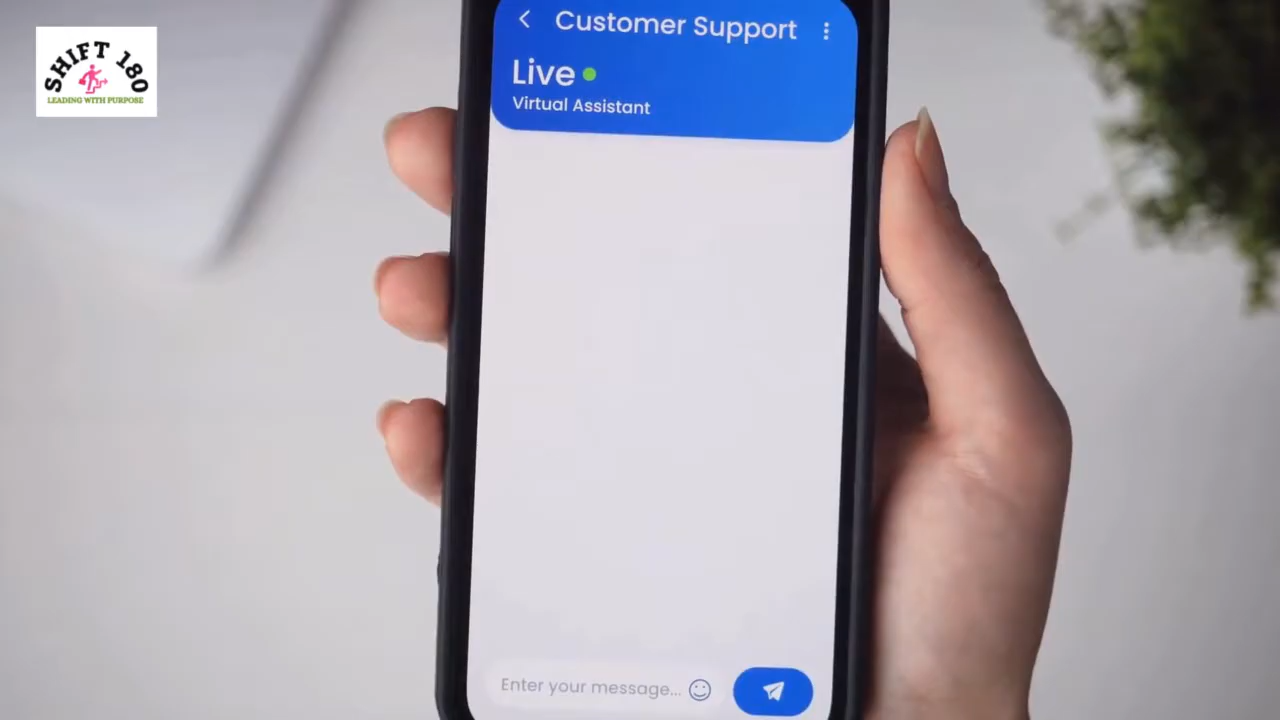 SHIFT 180
LEADING WITH PURPOSE
Customer Support
Live
Virtual Assistant
Enter your message...